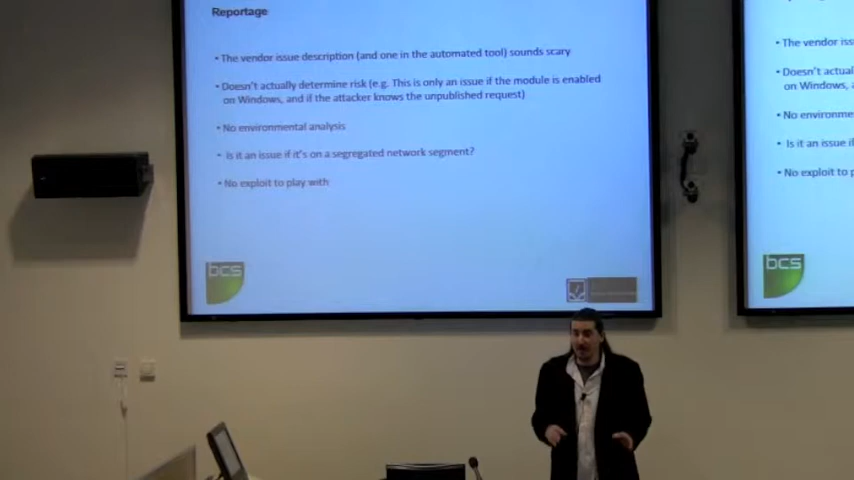 Reportage
• The vendor issue description (and one in the automated tool) sounds scary
• Doesn't actually determine risk (e.g. This is only an issue if the module is enabled
on Windows, and if the attacker knows the unpublished request)
• No environmental analysis
• Is it an issue if it's on a segregated network segment?
• No exploit to play with
bcs
• The vendor iss
• Doesn't actual
on Windows, a
• No environme
• Is it an issue if
• No exploit to p
bcs